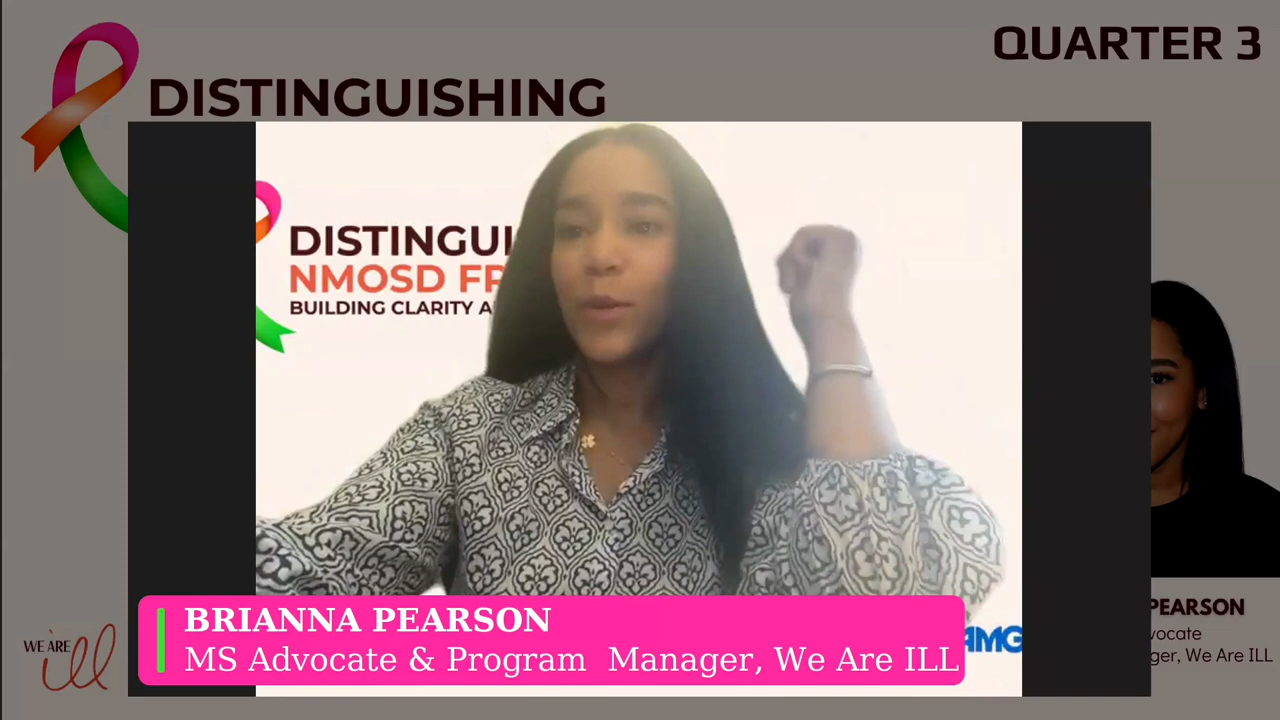 QUARTER 3
DISTINGUISHING
DISTINGUI
NMOSD FR
BUILDING CLARITY A
BRIANNA PEARSON
MS Advocate & Program Manager, We Are ILL
AMG
PEARSON
vocate
ger, We Are ILL
WE ARE
ill